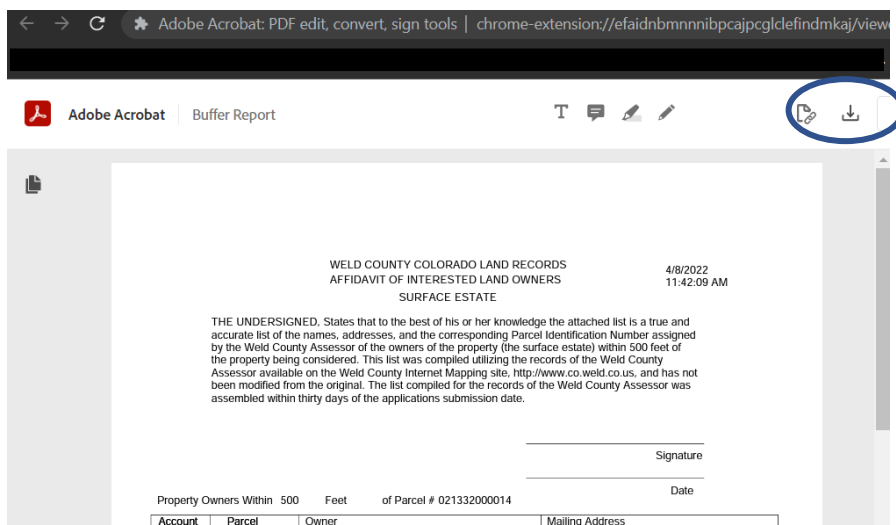 Adobe Acrobat: PDF edit, convert, sign tools | chrome-extension://efaidnbmnnnibpcajpcglclefindmkaj/viewe
Adobe Acrobat | Buffer Report
WELD COUNTY COLORADO LAND RECORDS
AFFIDAVIT OF INTERESTED LAND OWNERS
SURFACE ESTATE
4/8/2022
11:42:09 AM
THE UNDERSIGNED, States that to the best of his or her knowledge the attached list is a true and
accurate list of the names, addresses, and the corresponding Parcel Identification Number assigned
by the Weld County Assessor of the owners of the property (the surface estate) within 500 feet of
the property being considered. This list was compiled utilizing the records of the Weld County
Assessor available on the Weld County Internet Mapping site, http://www.co.weld.co.us, and has not
been modified from the original. The list compiled for the records of the Weld County Assessor was
assembled within thirty days of the applications submission date.
Signature
Date
Property Owners Within 500 Feet of Parcel # 021332000014
Account Parcel Owner Mailing Address